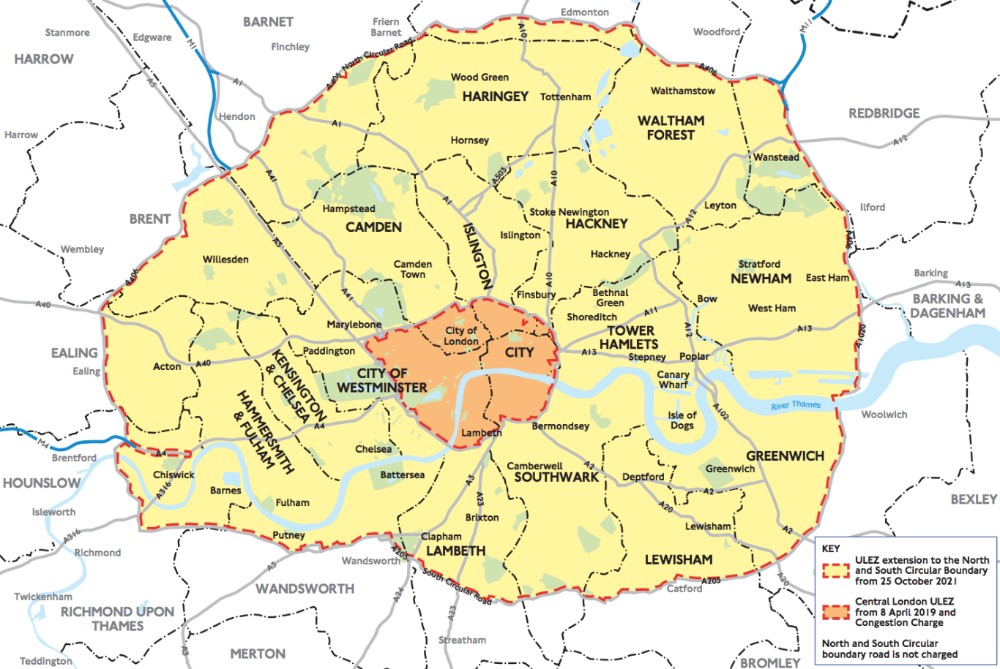 Edmonton
BARNET
Friern
Barnet
Stanmore
Edgware
M1
Finchley
A10
M11
Woodford
HARROW
A406 North Circular Road
A406
A5
A1
Wood Green
HARINGEY
Tottenham
Walthamstow
REDBRIDGE
Hendon
A1
WALTHAM
FOREST
Harrow
Hornsey
A12
Wanstead
A41
A503
A10
A1
Hampstead
Stoke Newington
Leyton
Ilford
A12
BRENT
CAMDEN
ISLINGTON
HACKNEY
Islington
A5
A406
Wembley
Willesden
Hackney
Camden
Town
Stratford
NEWHAM
East Ham
A406
A10
Barking
A13
A40
A41
Finsbury
Bethnal
Green
Bow
BARKING &
DAGENHAM
West Ham
Shoreditch
A11
Marylebone
City of
London
TOWER
HAMLETS
A12
A13
A1020
EALING
Paddington
CITY
A13
Stepney
Poplar
Ealing
Acton
A40
KENSINGTON
& CHELSEA
CITY OF
WESTMINSTER
Canary
Wharf
HAMMERSMITH
& FULHAM
River Thames
Isle of
Dogs
A102
Woolwich
A4
Bermondsey
Lambeth
M4
Brentford
A4
Chelsea
GREENWICH
HOUNSLOW
Chiswick
Battersea
Camberwell
SOUTHWARK
A2
Deptford
Greenwich
A316
Barnes
A3
A2
Fulham
A23
A20
BEXLEY
Isleworth
Brixton
Lewisham
A2
A316
Putney
Clapham
LAMBETH
Richmond
A205
Wandsworth
LEWISHAM
A3
South Circular Road
A205
A20
Catford
WANDSWORTH
A24
A23
Twickenham
RICHMOND UPON
THAMES
Streatham
A3
MERTON
Teddington
BROMLEY
KEY
ULEZ extension to the North
and South Circular Boundary
from 25 October 2021
Central London ULEZ
from 8 April 2019 and
Congestion Charge
North and South Circular
boundary road is not charged